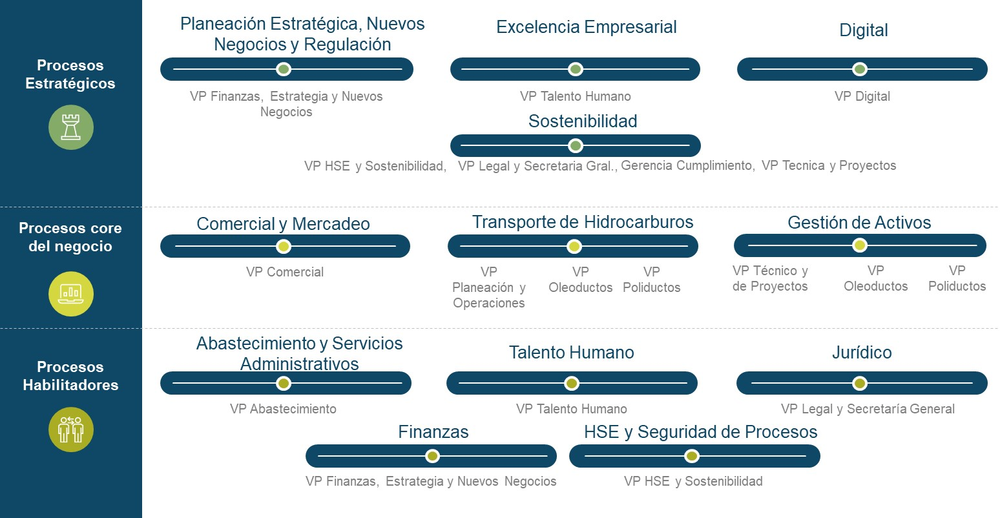 Procesos
Estratégicos
Planeación Estratégica, Nuevos
Negocios y Regulación
VP Finanzas, Estrategia y Nuevos
Negocios
Excelencia Empresarial
VP Talento Humano
Digital
VP Digital
Sostenibilidad
VP HSE y Sostenibilidad, VP Legal y Secretaria Gral., Gerencia Cumplimiento, VP Tecnica y Proyectos
Procesos core
del negocio
Comercial y Mercadeo
VP Comercial
Transporte de Hidrocarburos
VP
Planeación y
Operaciones
VP
Oleoductos
VP
Poliductos
Gestión de Activos
VP Técnico y
de Proyectos
VP
Oleoductos
VP
Poliductos
Procesos
Habilitadores
Abastecimiento y Servicios
Administrativos
VP Abastecimiento
Talento Humano
VP Talento Humano
Jurídico
VP Legal y Secretaría General
Finanzas
VP Finanzas, Estrategia y Nuevos Negocios
HSE y Seguridad de Procesos
VP HSE y Sostenibilidad